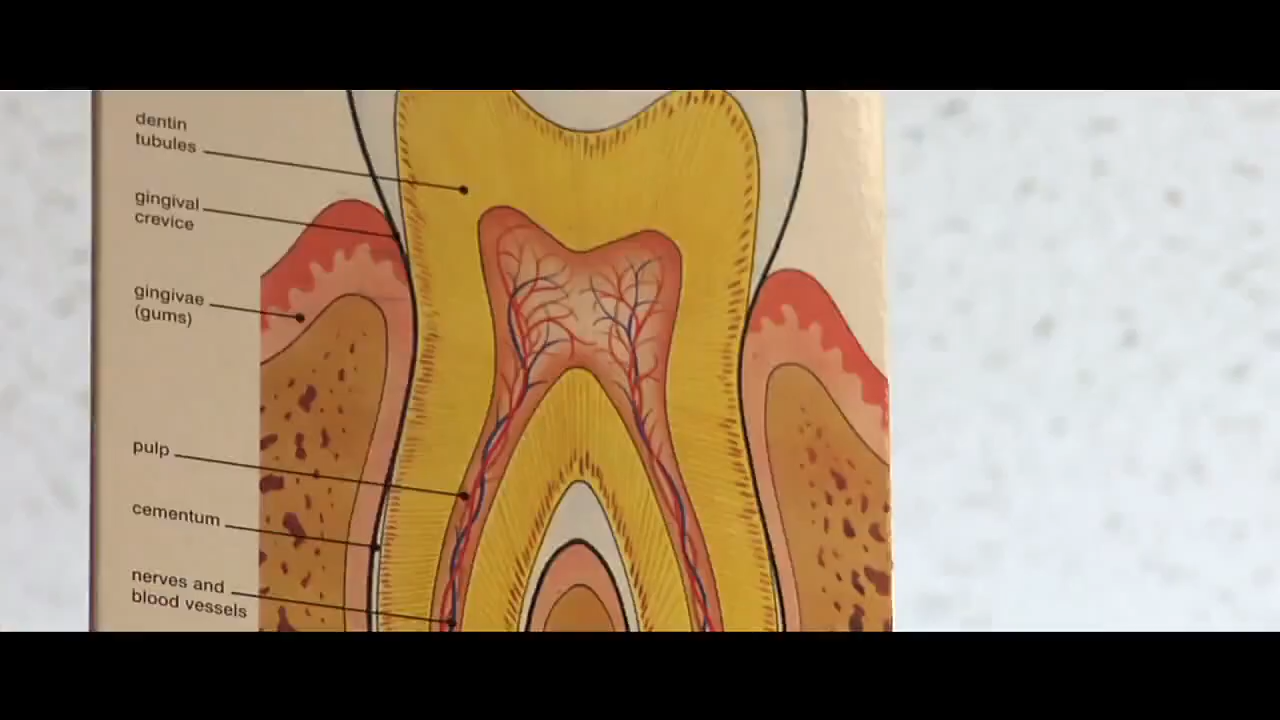 dentin
tubules
gingival
crevice
gingivae
(gums)
pulp
cementum
nerves and
blood vessels